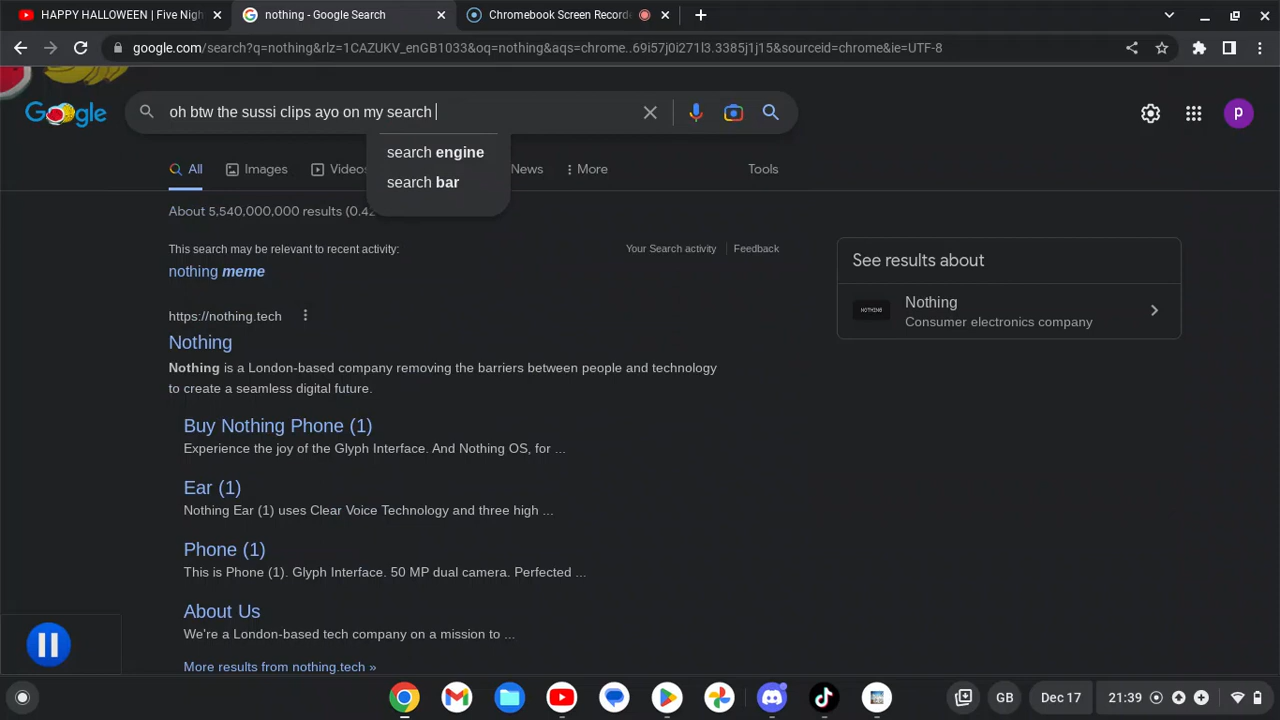 HAPPY HALLOWEEN | Five Nigh
nothing - Google Search
Chromebook Screen Recorde
google.com/search?q=nothing&rlz=1CAZUKV_enGB1033&oq=nothing&aqs=chrome..69i57j0i271l3.3385j1j15&sourceid=chrome&ie=UTF-8
Google
oh btw the sussi clips ayo on my search
p
search engine
search bar
All
Images
Videos
News
More
Tools
About 5,540,000,000 results (0.42
This search may be relevant to recent activity:
Your Search activity
Feedback
nothing meme
See results about
Nothing
Consumer electronics company
https://nothing.tech
Nothing
Nothing is a London-based company removing the barriers between people and technology
to create a seamless digital future.
Buy Nothing Phone (1)
Experience the joy of the Glyph Interface. And Nothing OS, for ...
Ear (1)
Nothing Ear (1) uses Clear Voice Technology and three high ...
Phone (1)
This is Phone (1). Glyph Interface. 50 MP dual camera. Perfected ...
About Us
We're a London-based tech company on a mission to ...
More results from nothing.tech »
GB
Dec 17
21:39